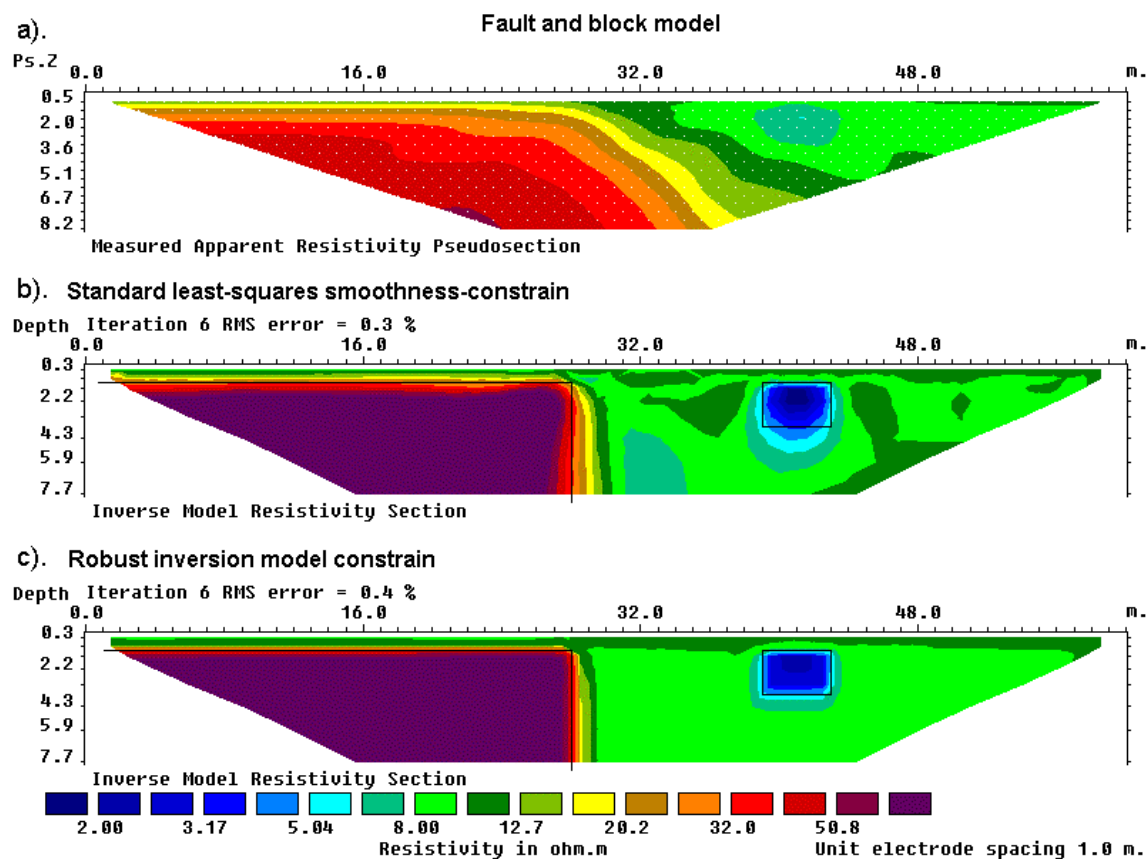 Fault and block model
a).
Ps.Z 0.0 16.0 32.0 48.0 m.
0.5
2.0
3.6
5.1
6.7
8.2
Measured Apparent Resistivity Pseudosection
b). Standard least-squares smoothness-constrain
Depth Iteration 6 RMS error = 0.3 %
0.0 16.0 32.0 48.0 m.
0.3
2.2
4.3
5.9
7.7
Inverse Model Resistivity Section
c). Robust inversion model constrain
Depth Iteration 6 RMS error = 0.4 %
0.0 16.0 32.0 48.0 m.
0.3
2.2
4.3
5.9
7.7
Inverse Model Resistivity Section
2.00 3.17 5.04 8.00 12.7 20.2 32.0 50.8
Resistivity in ohm.m Unit electrode spacing 1.0 m.